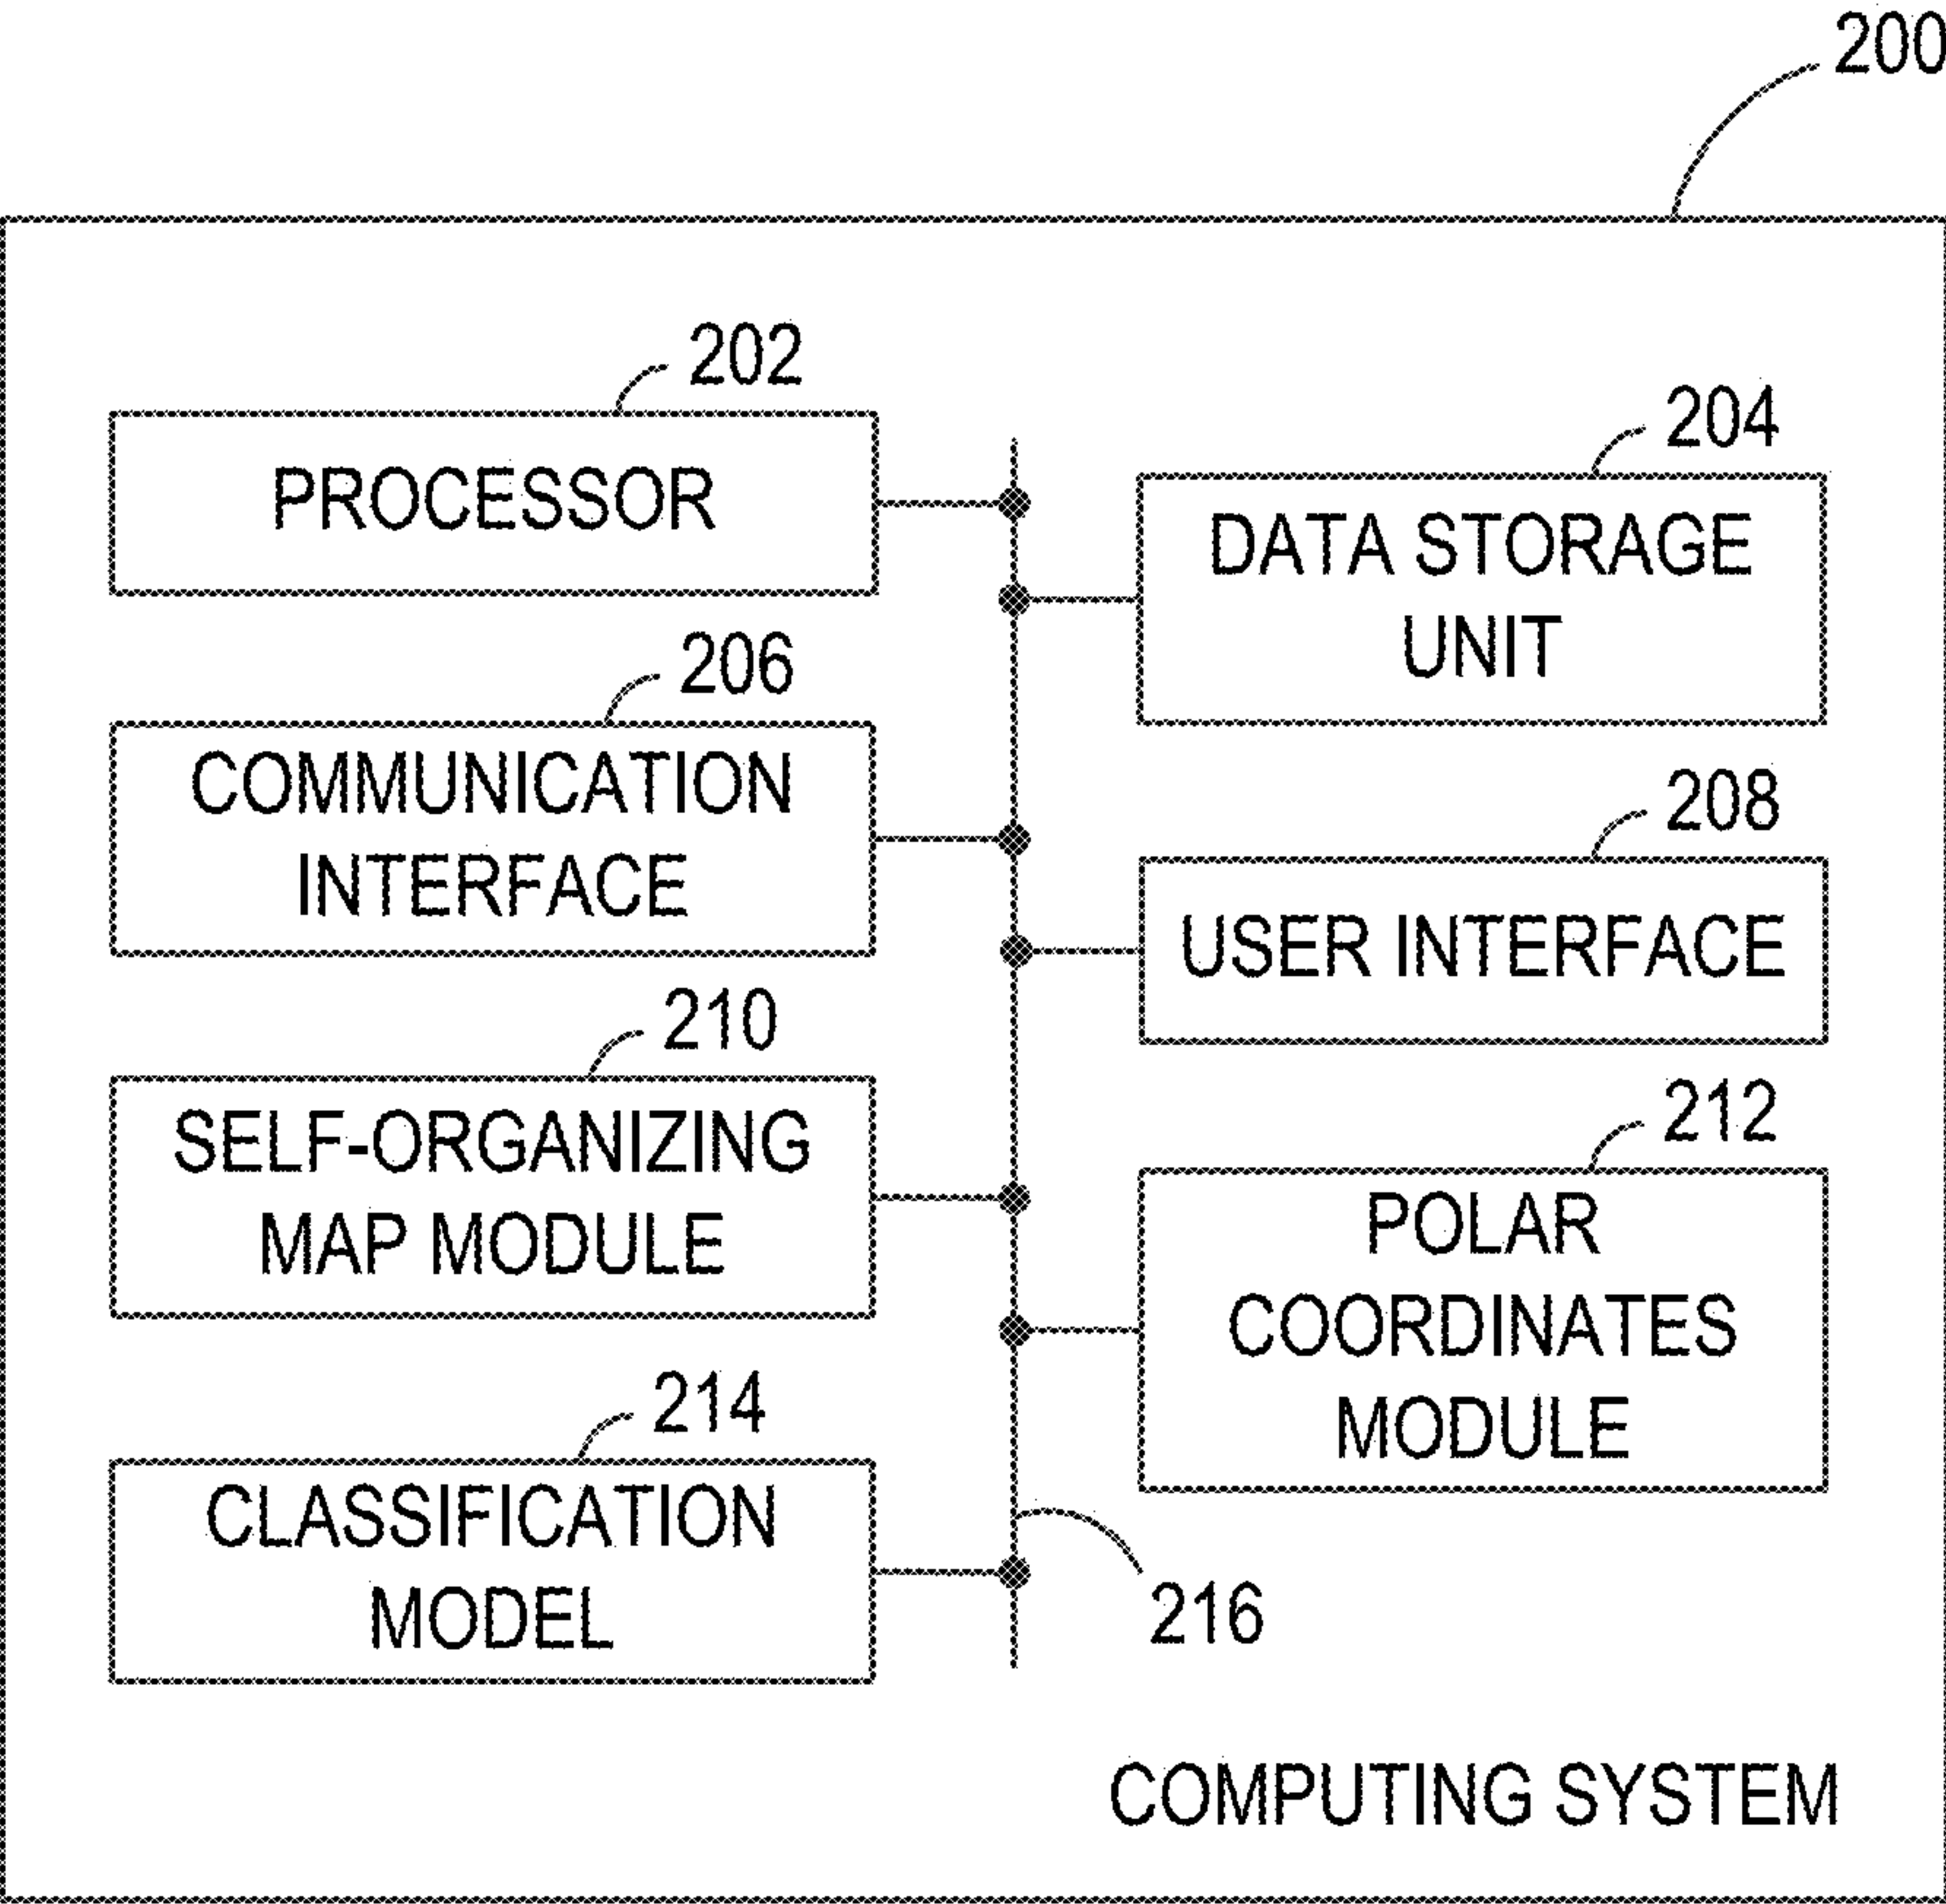 200
202
PROCESSOR
204
DATA STORAGE
UNIT
206
COMMUNICATION
INTERFACE
208
USER INTERFACE
210
SELF-ORGANIZING
MAP MODULE
212
POLAR
COORDINATES
MODULE
214
CLASSIFICATION
MODEL
216
COMPUTING SYSTEM